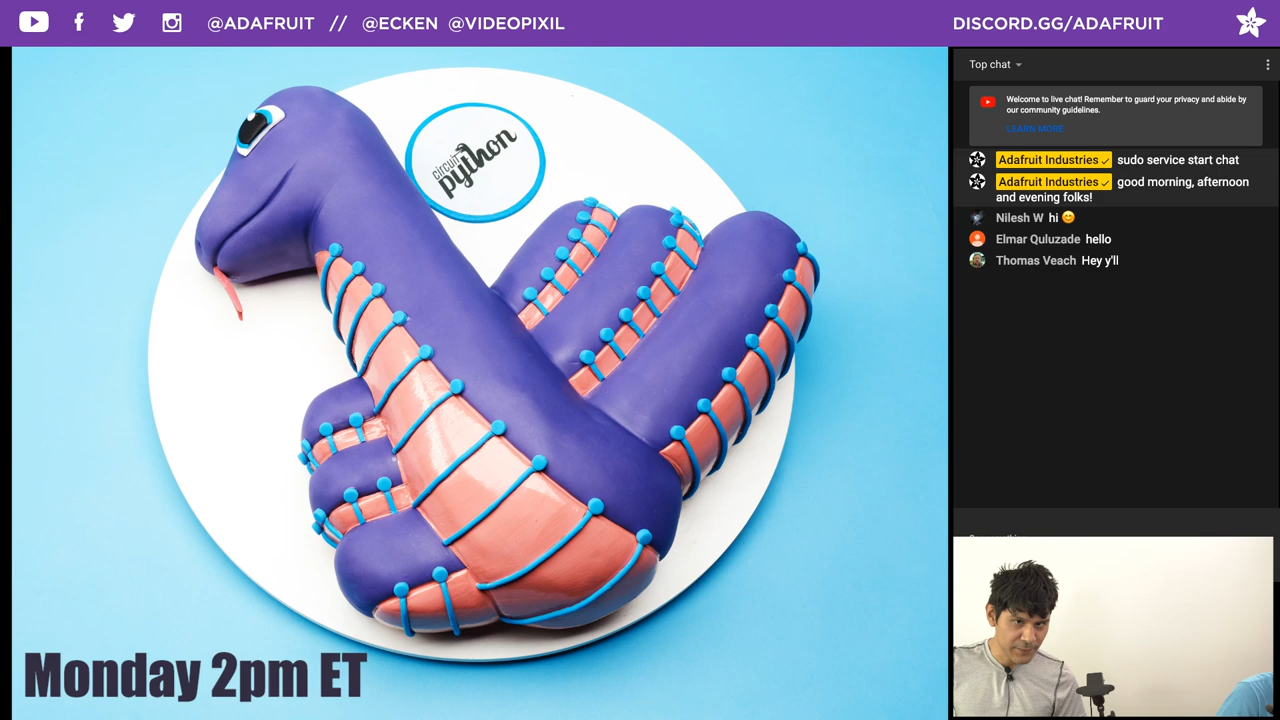 @ADAFRUIT // @ECKEN @VIDEOPIXIL
DISCORD.GG/ADAFRUIT
circuit
python
Monday 2pm ET
Top chat
Welcome to live chat! Remember to guard your privacy and abide by
our community guidelines.
LEARN MORE
Adafruit Industries sudo service start chat
Adafruit Industries good morning, afternoon
and evening folks!
Nilesh W hi 😊
Elmar Quluzade hello
Thomas Veach Hey y'll